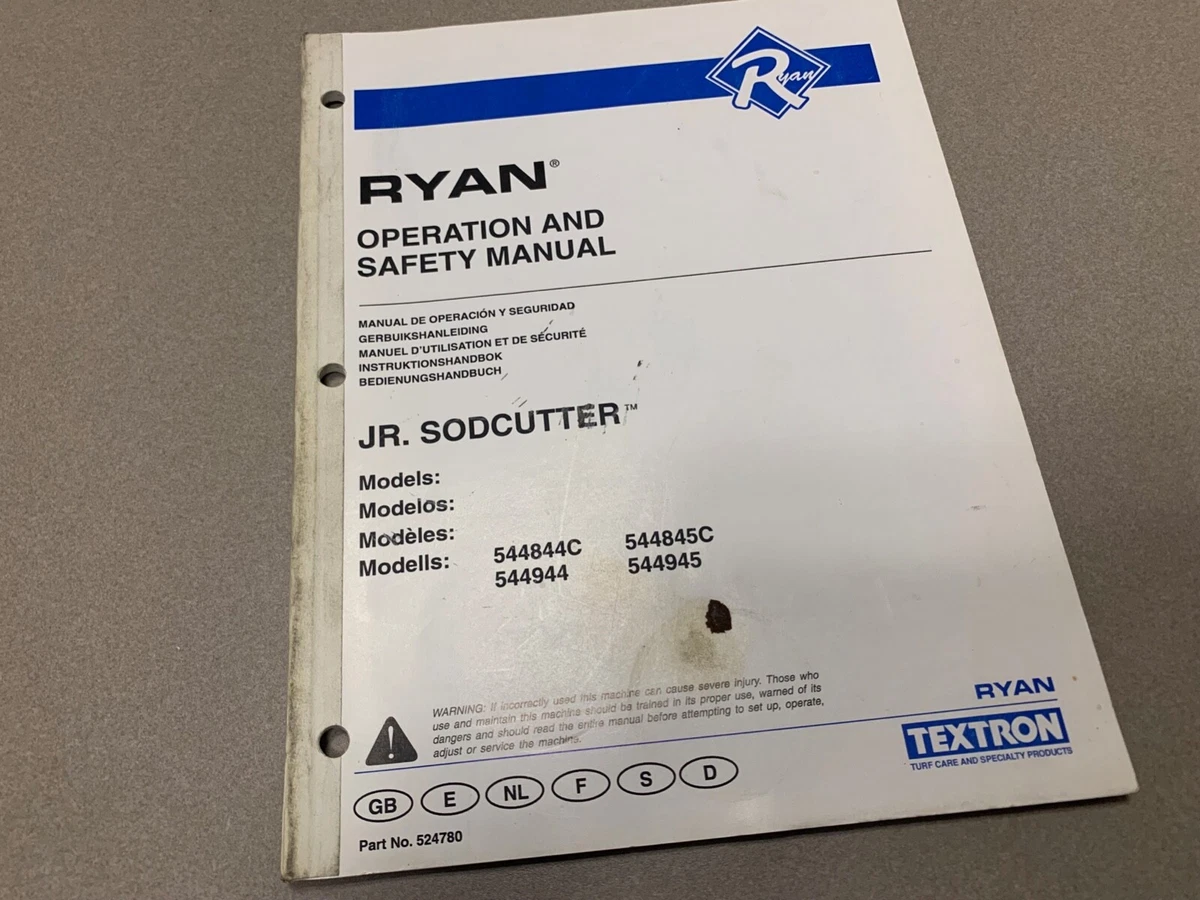 Ryan
RYAN®
OPERATION AND
SAFETY MANUAL
MANUAL DE OPERACIÓN Y SEGURIDAD
GERBUIKSHANLEIDING
MANUEL D'UTILISATION ET DE SÉCURITÉ
INSTRUKTIONSHANDBOK
BEDIENUNGSHANDBUCH
JR. SODCUTTER™
Models:
Modelos:
Modèles:
Modells:
544844C 544845C
544944 544945
WARNING: If incorrectly used this machine can cause severe injury. Those who
use and maintain this machine should be trained in its proper use, warned of its
dangers and should read the entire manual before attempting to set up, operate,
adjust or service the machine.
RYAN
TEXTRON
TURF CARE AND SPECIALTY PRODUCTS
GB E NL F S D
Part No. 524780